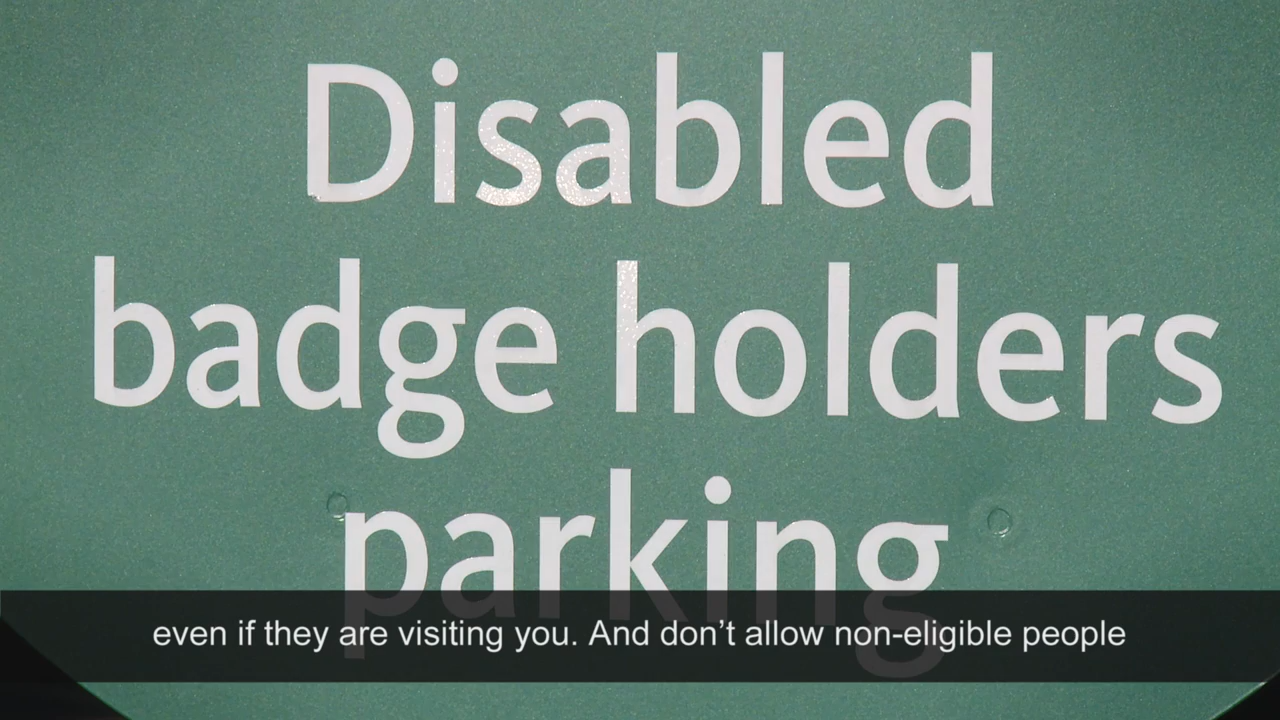 Disabled
badge holders
parking
even if they are visiting you. And don’t allow non-eligible people